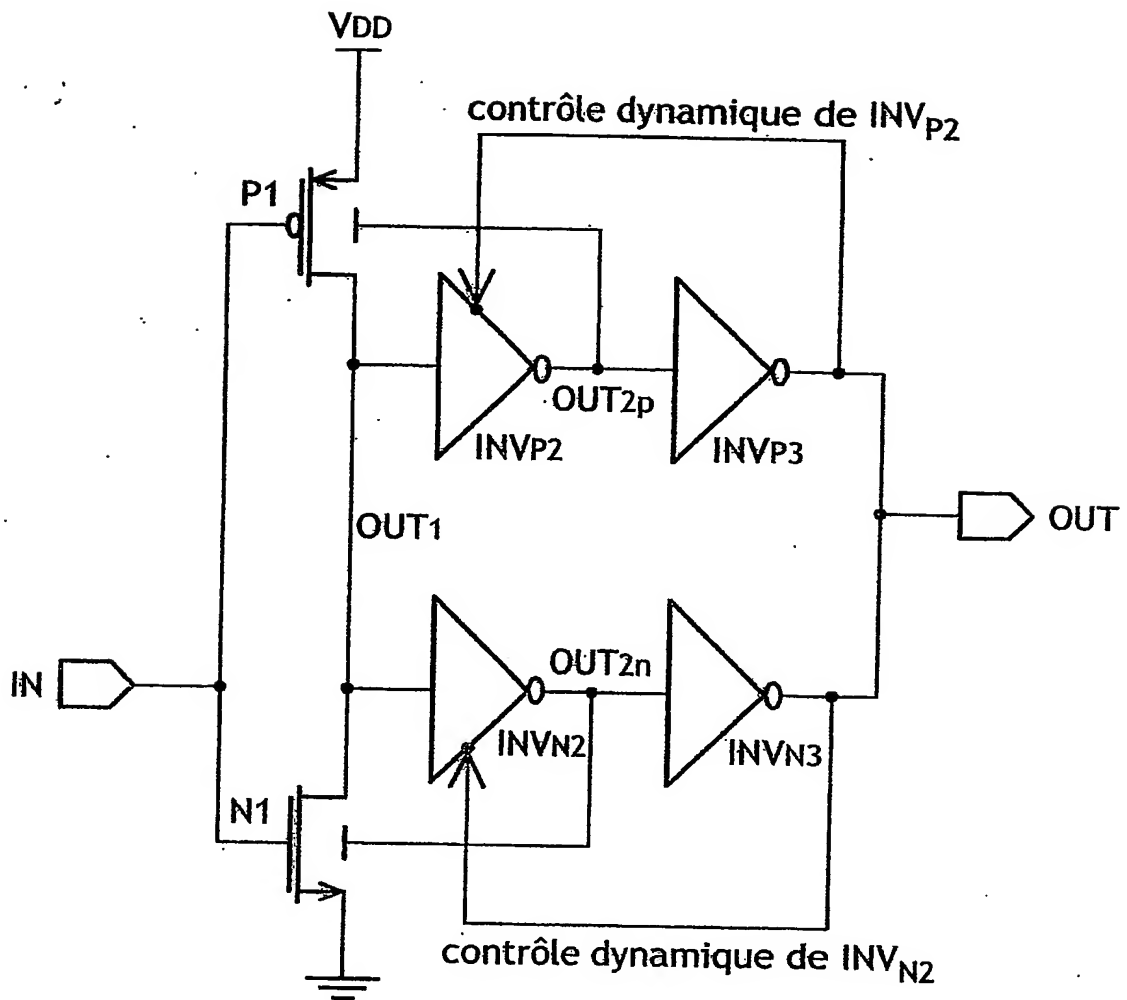 VDD
contrôle dynamique de INVP2
P1
OUT2p
INVP2
INVP3
OUT1
OUT
IN
OUT2n
INVN2
INVN3
N1
contrôle dynamique de INVN2